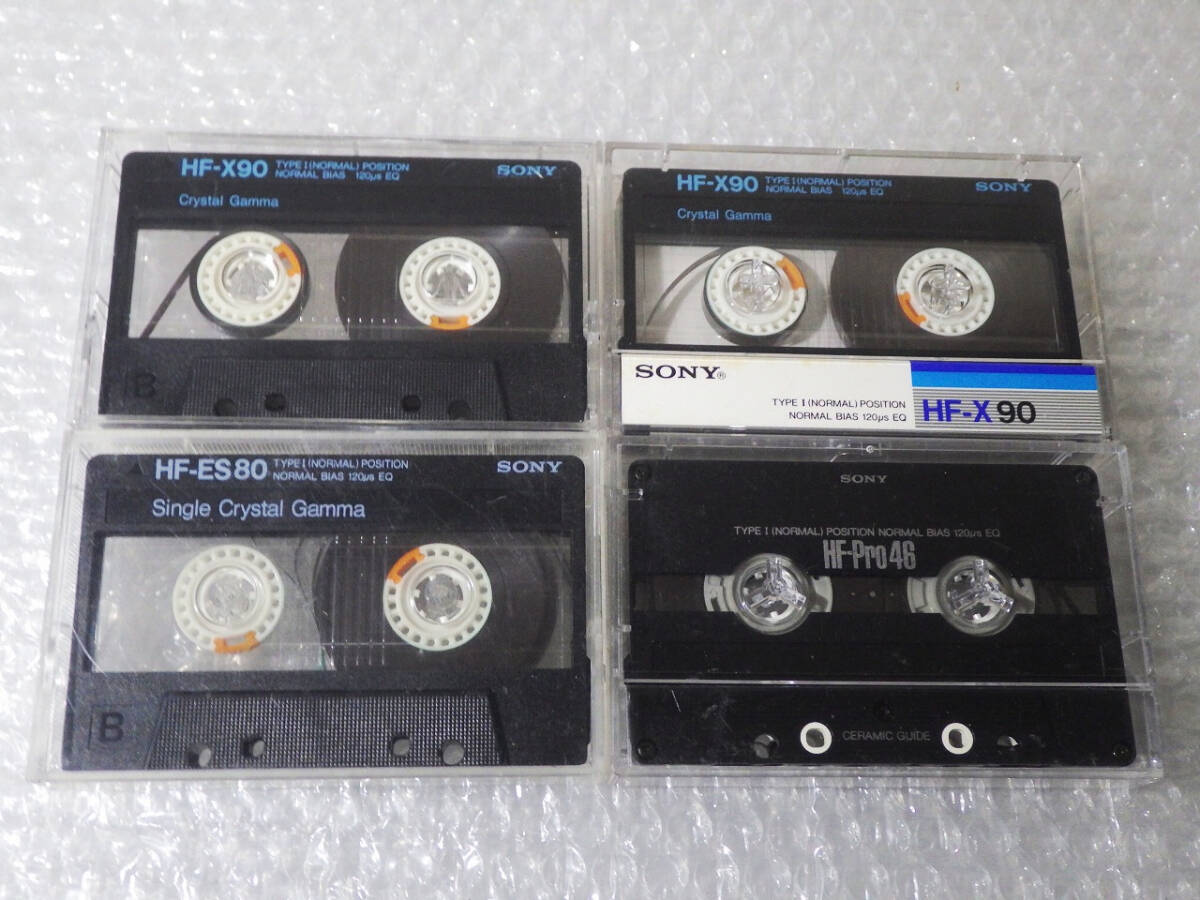 HF-X90 TYPE I (NORMAL) POSITION SONY
NORMAL BIAS 120µs EQ
Crystal Gamma
B
HF-X90 TYPE I (NORMAL) POSITION SONY
NORMAL BIAS 120µs EQ
Crystal Gamma
SONY®
TYPE I (NORMAL) POSITION
NORMAL BIAS 120µs EQ
HF-X 90
HF-ES80 TYPE I (NORMAL) POSITION SONY
NORMAL BIAS 120µs EQ
Single Crystal Gamma
B
SONY
TYPE I (NORMAL) POSITION NORMAL BIAS 120µs EQ
HF-Pro46
CERAMIC GUIDE